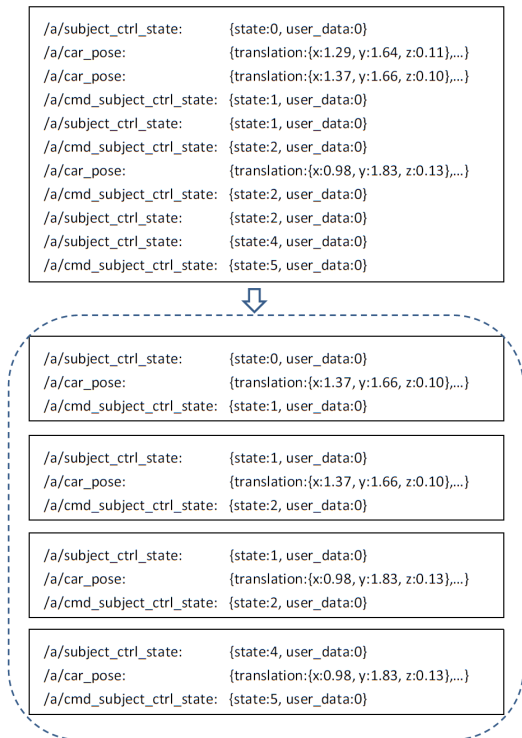 /a/subject_ctrl_state: {state:0, user_data:0}
/a/car_pose: {translation:{x:1.29, y:1.64, z:0.11},...}
/a/car_pose: {translation:{x:1.37, y:1.66, z:0.10},...}
/a/cmd_subject_ctrl_state: {state:1, user_data:0}
/a/subject_ctrl_state: {state:1, user_data:0}
/a/cmd_subject_ctrl_state: {state:2, user_data:0}
/a/car_pose: {translation:{x:0.98, y:1.83, z:0.13},...}
/a/cmd_subject_ctrl_state: {state:2, user_data:0}
/a/subject_ctrl_state: {state:2, user_data:0}
/a/subject_ctrl_state: {state:4, user_data:0}
/a/cmd_subject_ctrl_state: {state:5, user_data:0}
/a/subject_ctrl_state: {state:0, user_data:0}
/a/car_pose: {translation:{x:1.37, y:1.66, z:0.10},...}
/a/cmd_subject_ctrl_state: {state:1, user_data:0}
/a/subject_ctrl_state: {state:1, user_data:0}
/a/car_pose: {translation:{x:1.37, y:1.66, z:0.10},...}
/a/cmd_subject_ctrl_state: {state:2, user_data:0}
/a/subject_ctrl_state: {state:1, user_data:0}
/a/car_pose: {translation:{x:0.98, y:1.83, z:0.13},...}
/a/cmd_subject_ctrl_state: {state:2, user_data:0}
/a/subject_ctrl_state: {state:4, user_data:0}
/a/car_pose: {translation:{x:0.98, y:1.83, z:0.13},...}
/a/cmd_subject_ctrl_state: {state:5, user_data:0}